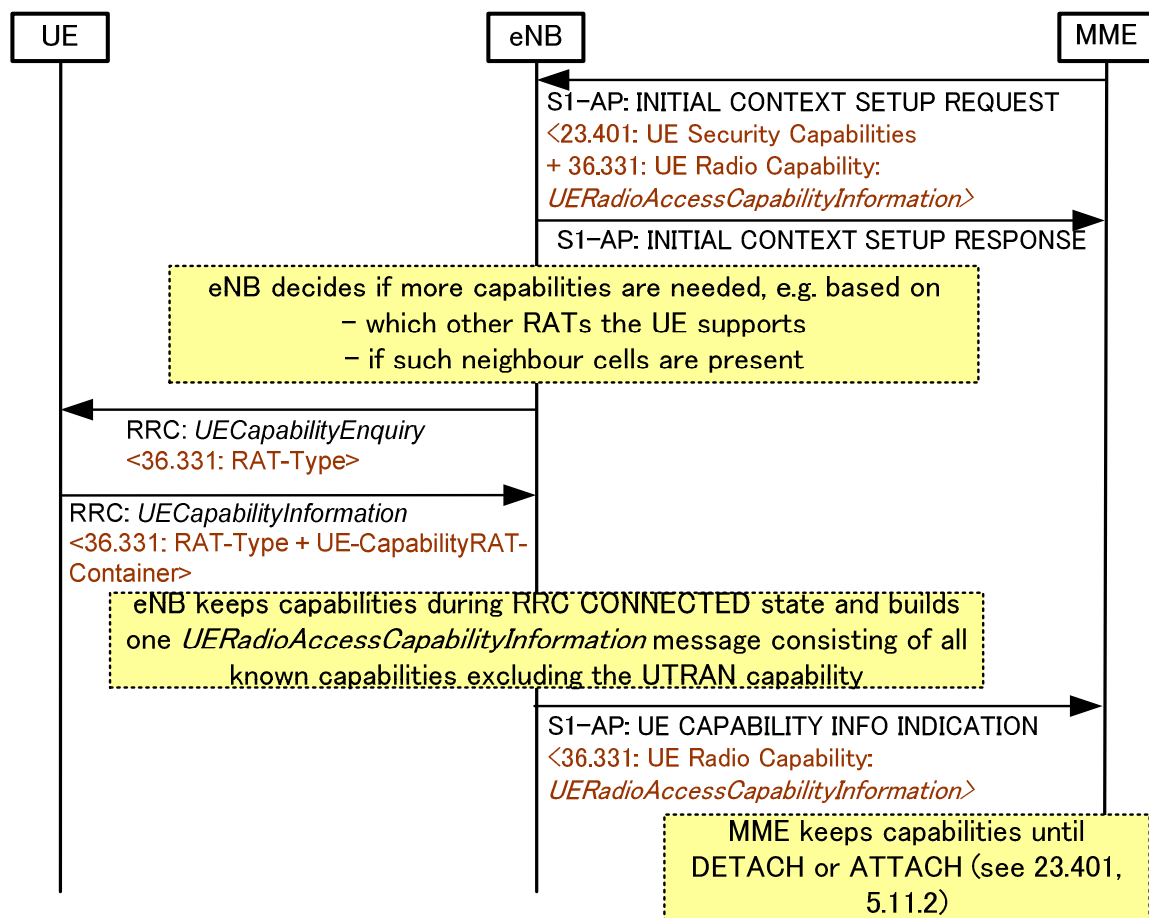 UE
eNB
MME
S1-AP: INITIAL CONTEXT SETUP REQUEST
<23.401: UE Security Capabilities
+ 36.331: UE Radio Capability:
UERadioAccessCapabilityInformation>
S1-AP: INITIAL CONTEXT SETUP RESPONSE
eNB decides if more capabilities are needed, e.g. based on
- which other RATs the UE supports
- if such neighbour cells are present
RRC: UECapabilityEnquiry
<36.331: RAT-Type>
RRC: UECapabilityInformation
<36.331: RAT-Type + UE-CapabilityRAT-
Container>
eNB keeps capabilities during RRC CONNECTED state and builds
one UERadioAccessCapabilityInformation message consisting of all
known capabilities excluding the UTRAN capability
S1-AP: UE CAPABILITY INFO INDICATION
<36.331: UE Radio Capability:
UERadioAccessCapabilityInformation>
MME keeps capabilities until
DETACH or ATTACH (see 23.401,
5.11.2)